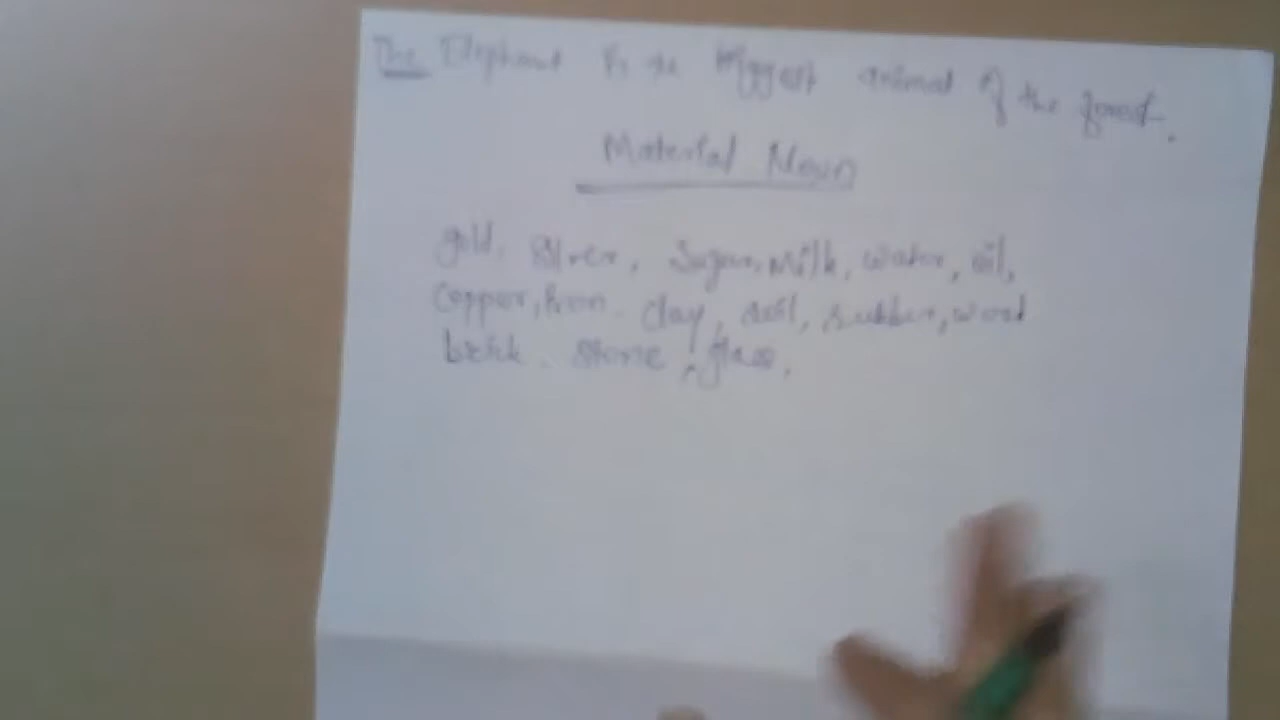 The Elephant is the biggest animal of the forest.
Material Noun
gold, Silver, Sugar, Milk, water, oil,
Copper, Iron, clay, soil, rubber, wood
brick, Stone, glass.